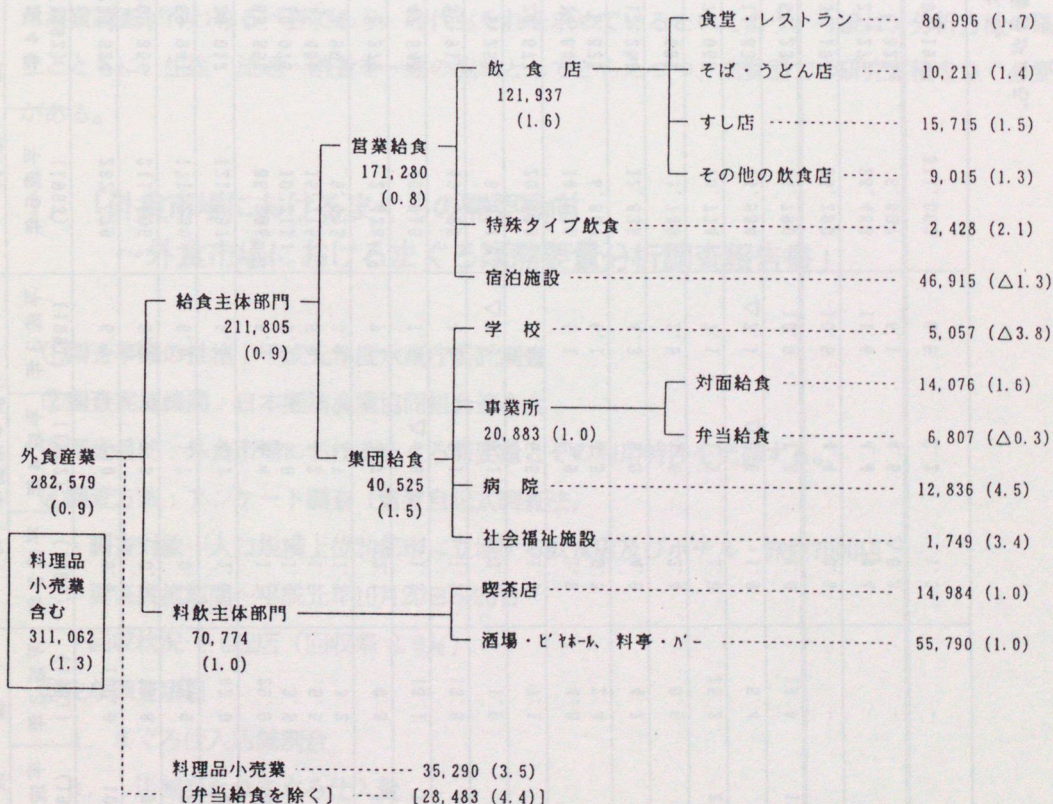 食堂・レストラン 86,996 (1.7)
飲 食 店 そば・うどん店 10,211 (1.4)
121,937
(1.6) すし店 15,715 (1.5)
営業給食
171,280 その他の飲食店 9,015 (1.3)
(0.8)
特殊タイプ飲食 2,428 (2.1)
宿泊施設 46,915 (△1.3)
給食主体部門
211,805 学 校 5,057 (△3.8)
(0.9)
対面給食 14,076 (1.6)
事業所
20,883 (1.0) 弁当給食 6,807 (△0.3)
外食産業 集団給食
282,579 40,525 病 院 12,836 (4.5)
(0.9) (1.5)
社会福祉施設 1,749 (3.4)
料理品
小売業 喫茶店 14,984 (1.0)
含む 料飲主体部門
311,062 70,774 酒場・ビヤホール、料亭・バー 55,790 (1.0)
(1.3) (1.0)
料理品小売業 35,290 (3.5)
[弁当給食を除く] [28,483 (4.4)]